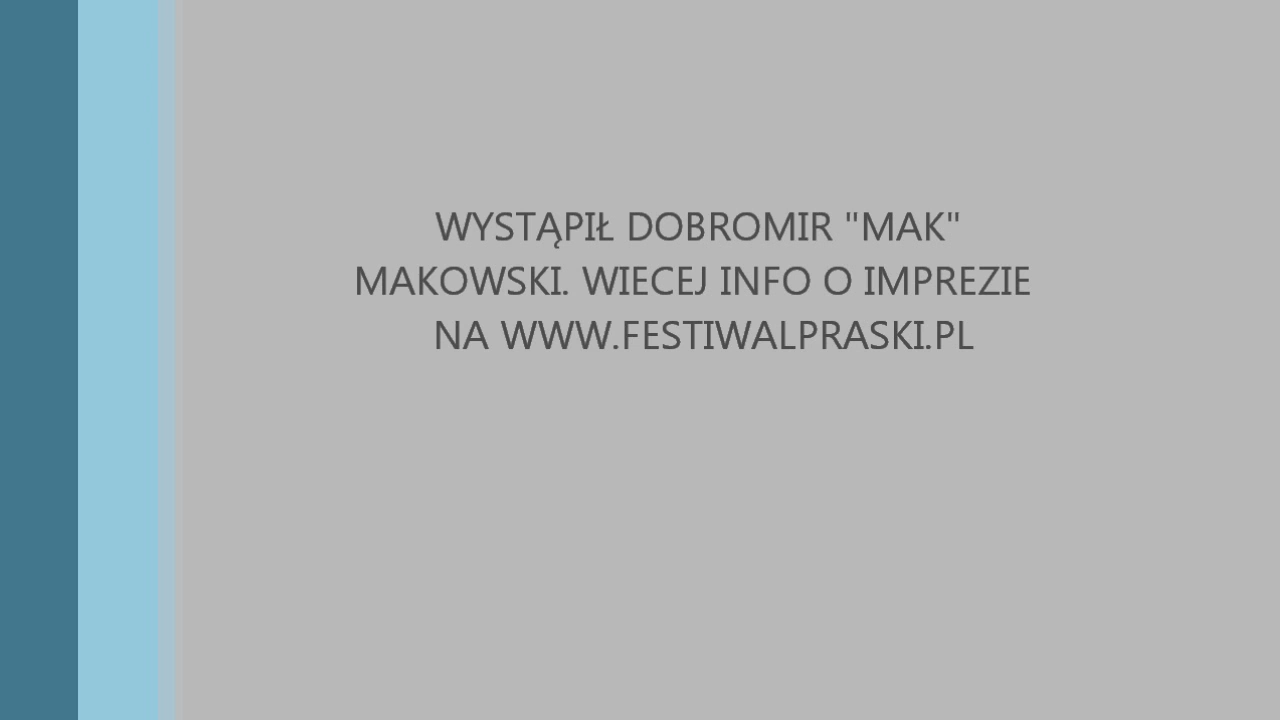 WYSTĄPIŁ DOBROMIR "MAK"
MAKOWSKI. WIECEJ INFO O IMPREZIE
NA WWW.FESTIWALPRASKI.PL